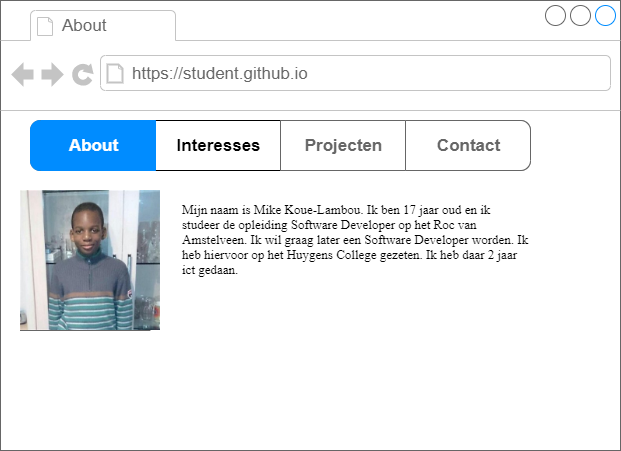 About
https://student.github.io
About Interesses Projecten Contact
Mijn naam is Mike Koue-Lambou. Ik ben 17 jaar oud en ik
studeer de opleiding Software Developer op het Roc van
Amstelveen. Ik wil graag later een Software Developer worden. Ik
heb hiervoor op het Huygens College gezeten. Ik heb daar 2 jaar
ict gedaan.